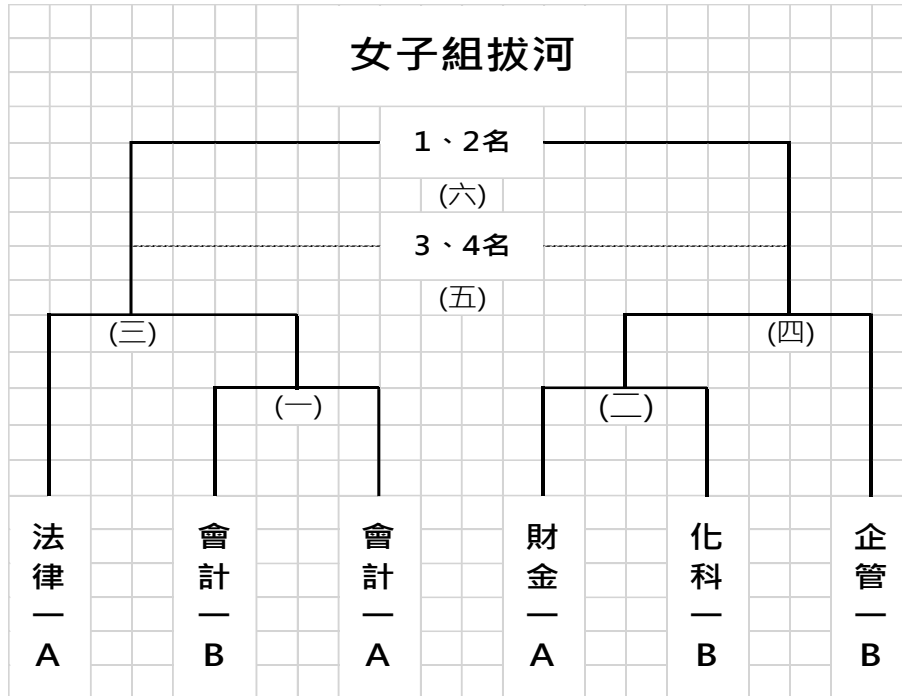 女子組拔河
1、2名
(六)
3、4名
(五)
(三)
(四)
(一)
(二)
法律一A
會計一B
會計一A
財金一A
化科一B
企管一B